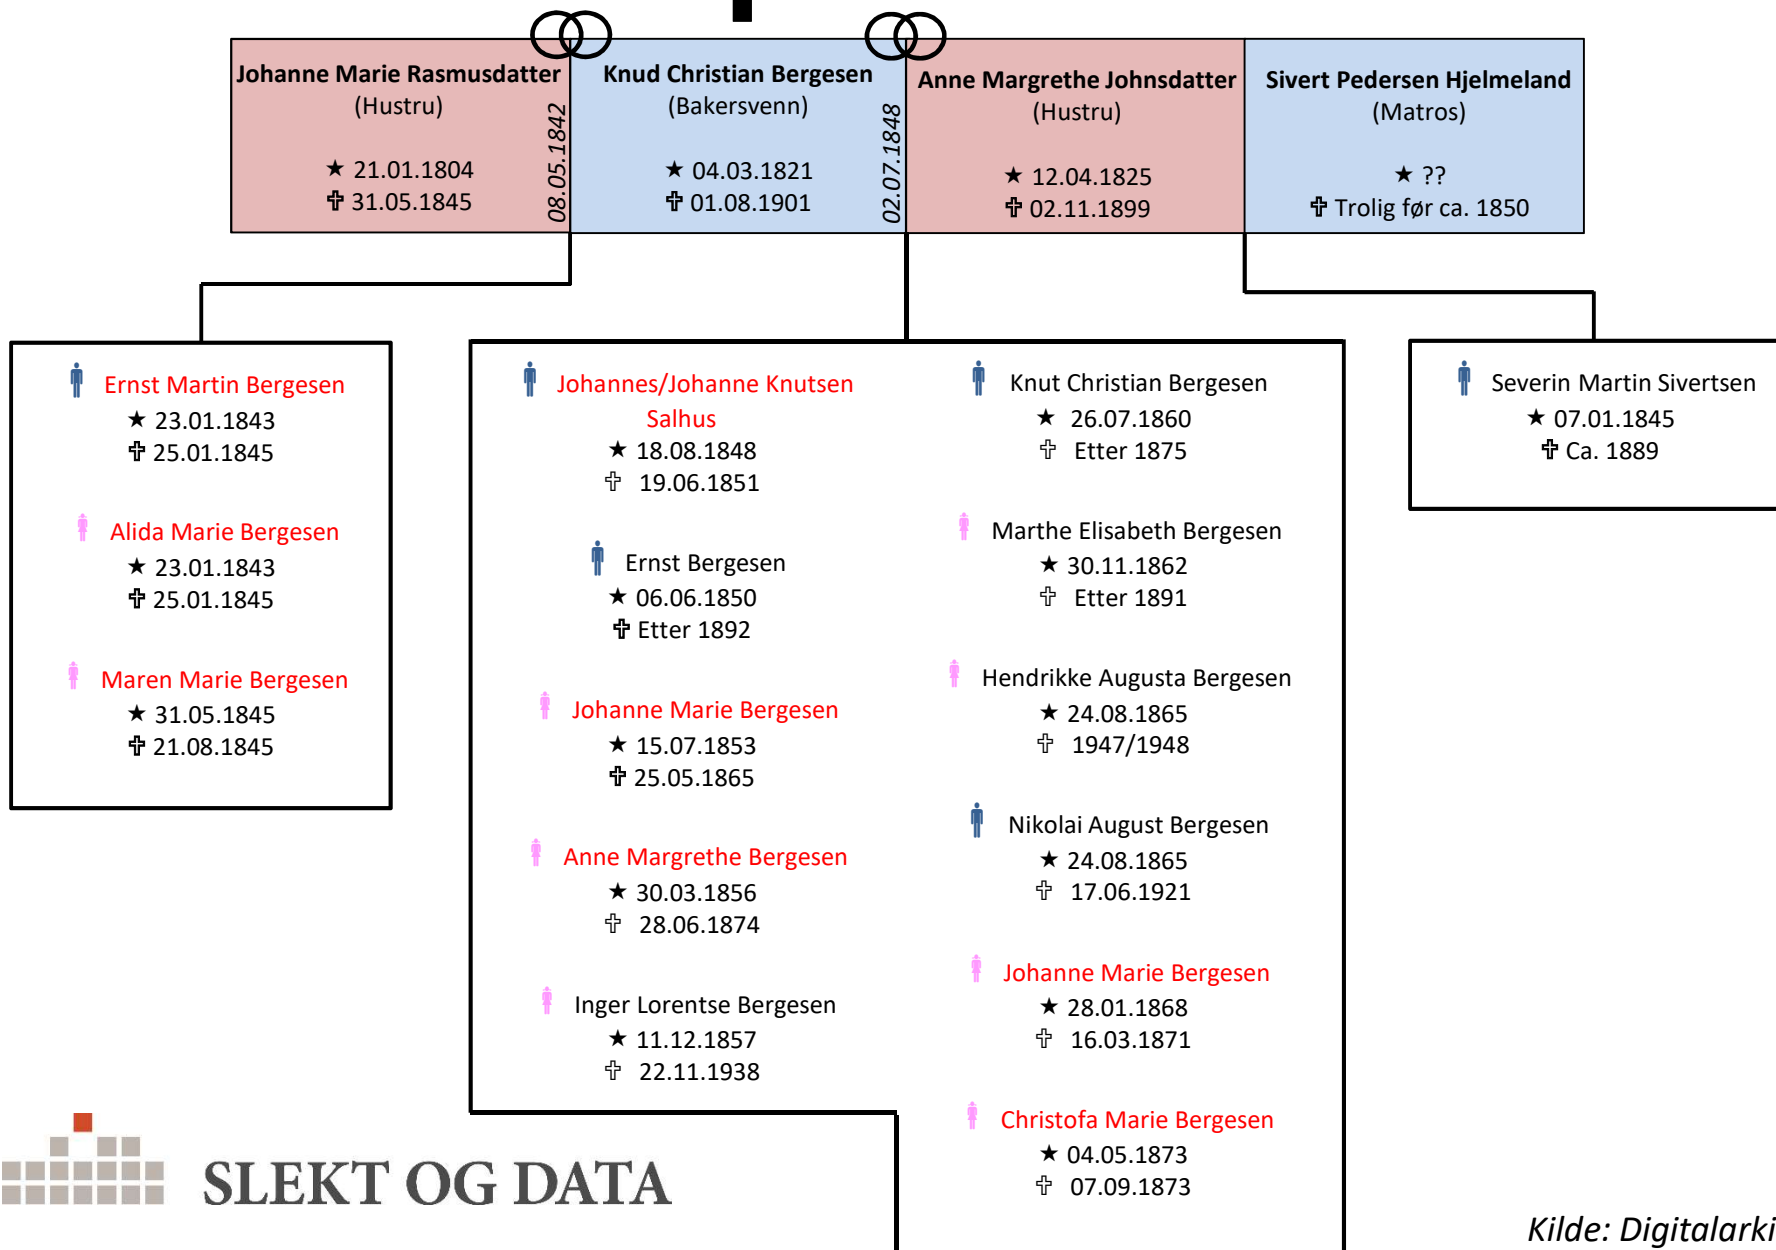 Johanne Marie Rasmusdatter
(Hustru)
★ 21.01.1804
✞ 31.05.1845
08.05.1842
Knud Christian Bergesen
(Bakersvenn)
★ 04.03.1821
✞ 01.08.1901
02.07.1848
Anne Margrethe Johnsdatter
(Hustru)
★ 12.04.1825
✞ 02.11.1899
Sivert Pedersen Hjelmeland
(Matros)
★ ??
✞ Trolig før ca. 1850
Ernst Martin Bergesen
★ 23.01.1843
✞ 25.01.1845
Alida Marie Bergesen
★ 23.01.1843
✞ 25.01.1845
Maren Marie Bergesen
★ 31.05.1845
✞ 21.08.1845
Johannes/Johanne Knutsen
Salhus
★ 18.08.1848
✞ 19.06.1851
Ernst Bergesen
★ 06.06.1850
✞ Etter 1892
Johanne Marie Bergesen
★ 15.07.1853
✞ 25.05.1865
Anne Margrethe Bergesen
★ 30.03.1856
✞ 28.06.1874
Inger Lorentse Bergesen
★ 11.12.1857
✞ 22.11.1938
Knut Christian Bergesen
★ 26.07.1860
✞ Etter 1875
Marthe Elisabeth Bergesen
★ 30.11.1862
✞ Etter 1891
Hendrikke Augusta Bergesen
★ 24.08.1865
✞ 1947/1948
Nikolai August Bergesen
★ 24.08.1865
✞ 17.06.1921
Johanne Marie Bergesen
★ 28.01.1868
✞ 16.03.1871
Christofa Marie Bergesen
★ 04.05.1873
✞ 07.09.1873
Severin Martin Sivertsen
★ 07.01.1845
✞ Ca. 1889
SLEKT OG DATA
Kilde: Digitalarki